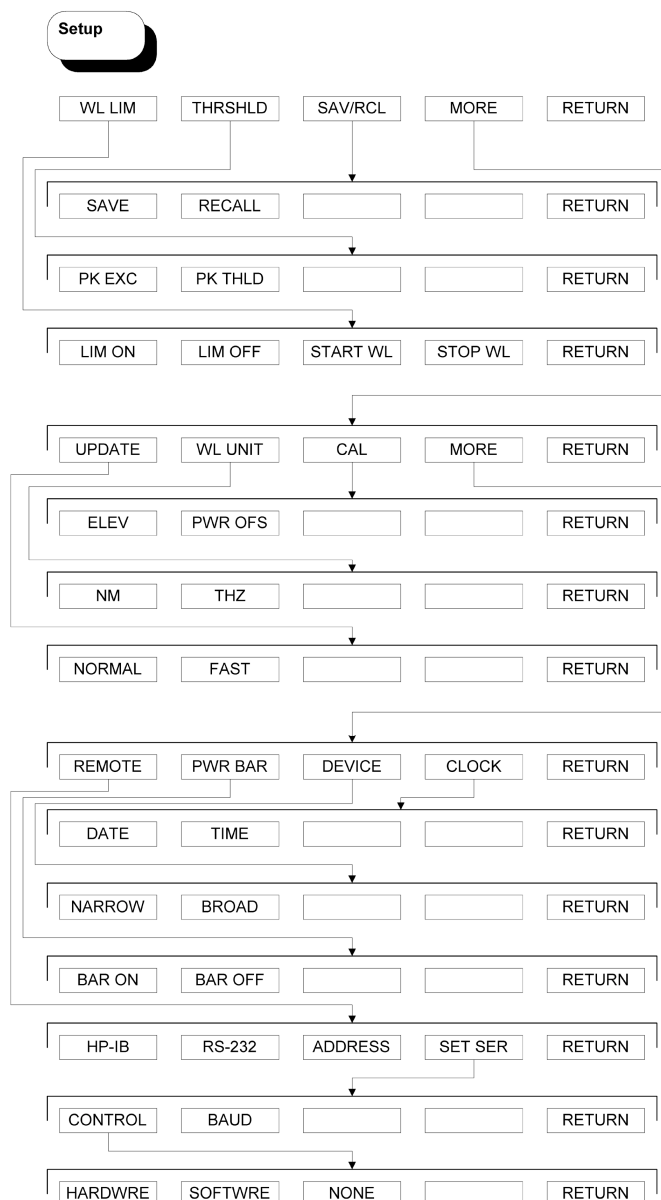 Setup
WL LIM THRSHLD SAV/RCL MORE RETURN
SAVE RECALL RETURN
PK EXC PK THLD RETURN
LIM ON LIM OFF START WL STOP WL RETURN
UPDATE WL UNIT CAL MORE RETURN
ELEV PWR OFS RETURN
NM THZ RETURN
NORMAL FAST RETURN
REMOTE PWR BAR DEVICE CLOCK RETURN
DATE TIME RETURN
NARROW BROAD RETURN
BAR ON BAR OFF RETURN
HP-IB RS-232 ADDRESS SET SER RETURN
CONTROL BAUD RETURN
HARDWRE SOFTWRE NONE RETURN